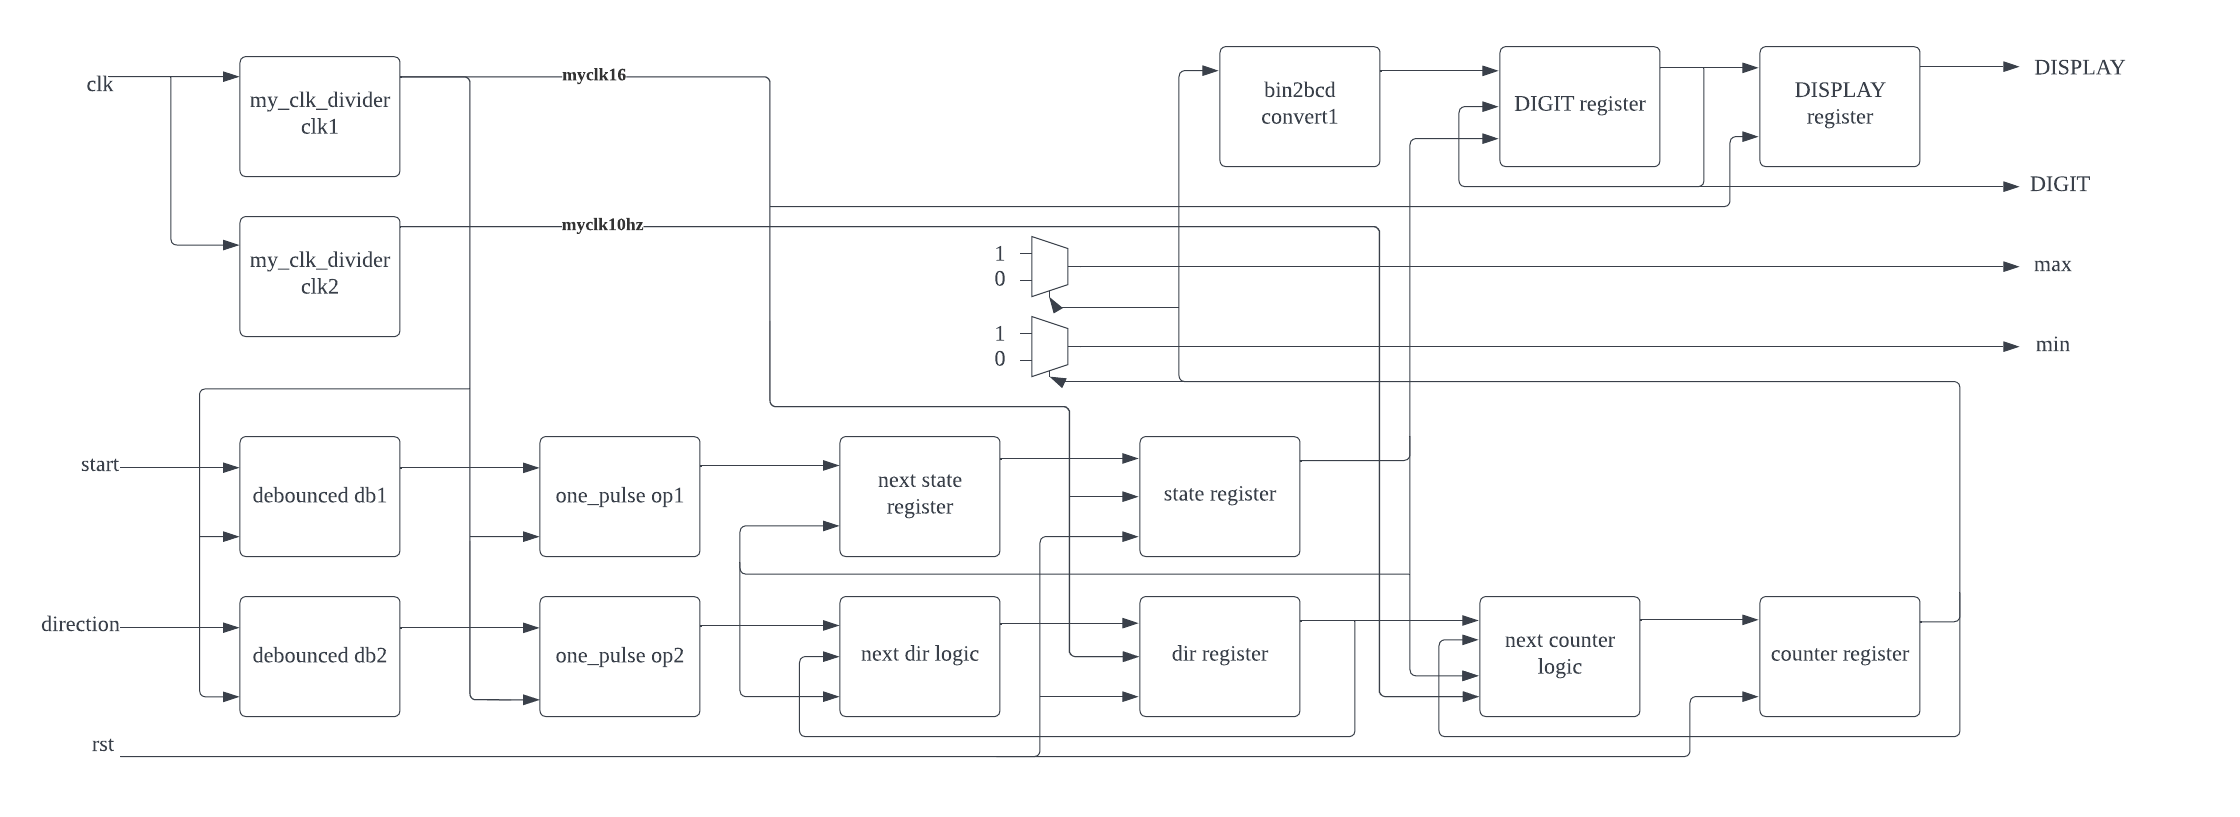 clk
my_clk_divider
clk1
myclk16
bin2bcd
convert1
DIGIT register
DISPLAY
register
DISPLAY
DIGIT
my_clk_divider
clk2
myclk10hz
1
0
max
1
0
min
start
debounced db1
one_pulse op1
next state
register
state register
direction
debounced db2
one_pulse op2
next dir logic
dir register
next counter
logic
counter register
rst